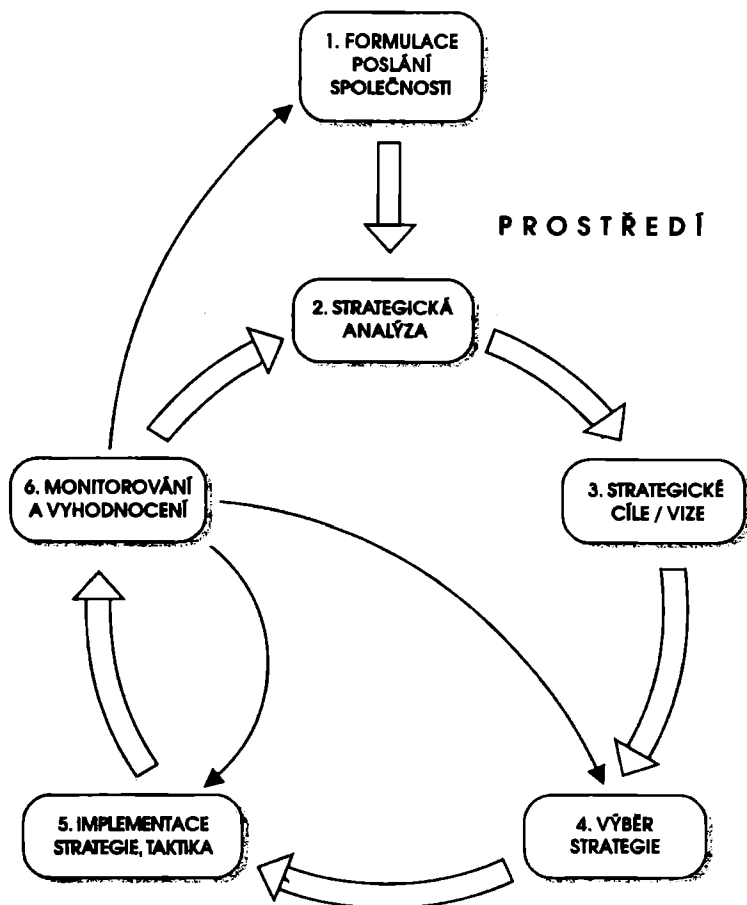 1. FORMULACE
POSLÁNÍ
SPOLEČNOSTI
PROSTŘEDÍ
2. STRATEGICKÁ
ANALÝZA
6. MONITOROVÁNÍ
A VYHODNOCENÍ
3. STRATEGICKÉ
CÍLE / VIZE
5. IMPLEMENTACE
STRATEGIE, TAKTIKA
4. VÝBĚR
STRATEGIE